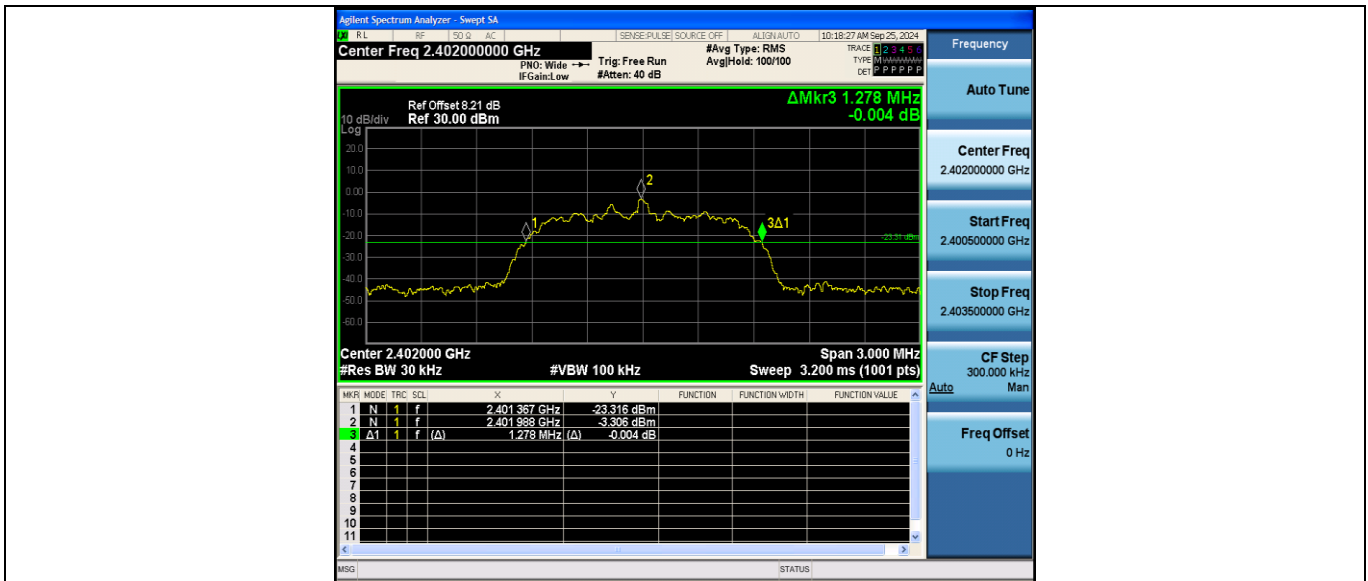 Agilent Spectrum Analyzer - Swept SA
LXI RL RF 50 Ω AC SENSE:PULSE SOURCE OFF ALIGN AUTO 10:18:27 AM Sep 25, 2024
Center Freq 2.402000000 GHz
#Avg Type: RMS
TRACE 1 2 3 4 5 6
PNO: Wide
Trig: Free Run
Avg|Hold: 100/100
TYPE M
IFGain:Low
#Atten: 40 dB
DET P P P P P P
Frequency
Auto Tune
Center Freq
2.402000000 GHz
Start Freq
2.400500000 GHz
Stop Freq
2.403500000 GHz
CF Step
300.000 kHz
Auto Man
Freq Offset
0 Hz
ΔMkr3 1.278 MHz
-0.004 dB
Ref Offset 8.21 dB
10 dB/div Ref 30.00 dBm
Log
20.0
10.0
0.00
-10.0
-20.0
-30.0
-40.0
-50.0
-60.0
1
2
3Δ1
-23.31 dBm
Center 2.402000 GHz Span 3.000 MHz
#Res BW 30 kHz #VBW 100 kHz Sweep 3.200 ms (1001 pts)
MKR MODE TRC SCL X Y FUNCTION FUNCTION WIDTH FUNCTION VALUE
1 N 1 f 2.401 367 GHz -23.316 dBm
2 N 1 f 2.401 988 GHz -3.306 dBm
3 Δ1 1 f (Δ) 1.278 MHz (Δ) -0.004 dB
4
5
6
7
8
9
10
11
MSG STATUS